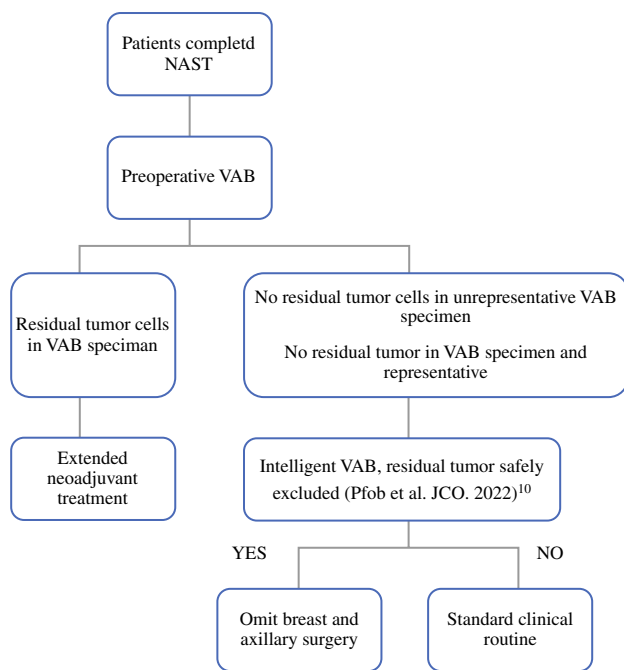 Patients completd
NAST
Preoperative VAB
Residual tumor cells
in VAB speciman
No residual tumor cells in unrepresentative VAB
specimen
No residual tumor in VAB specimen and
representative
Extended
neoadjuvant
treatment
Intelligent VAB, residual tumor safely
excluded (Pfob et al. JCO. 2022)¹⁰
YES
NO
Omit breast and
axillary surgery
Standard clinical
routine